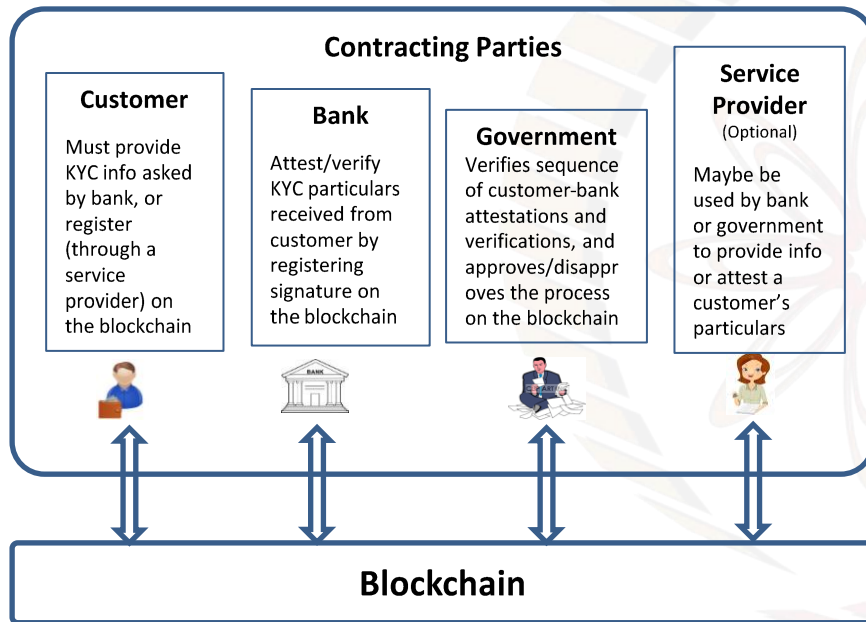 Contracting Parties
Customer
Must provide
KYC info asked
by bank, or
register
(through a
service
provider) on
the blockchain
Bank
Attest/verify
KYC particulars
received from
customer by
registering
signature on
the blockchain
Government
Verifies sequence
of customer-bank
attestations and
verifications, and
approves/disappr
oves the process
on the blockchain
Service
Provider
(Optional)
Maybe be
used by bank
or government
to provide info
or attest a
customer’s
particulars
BANK
Blockchain